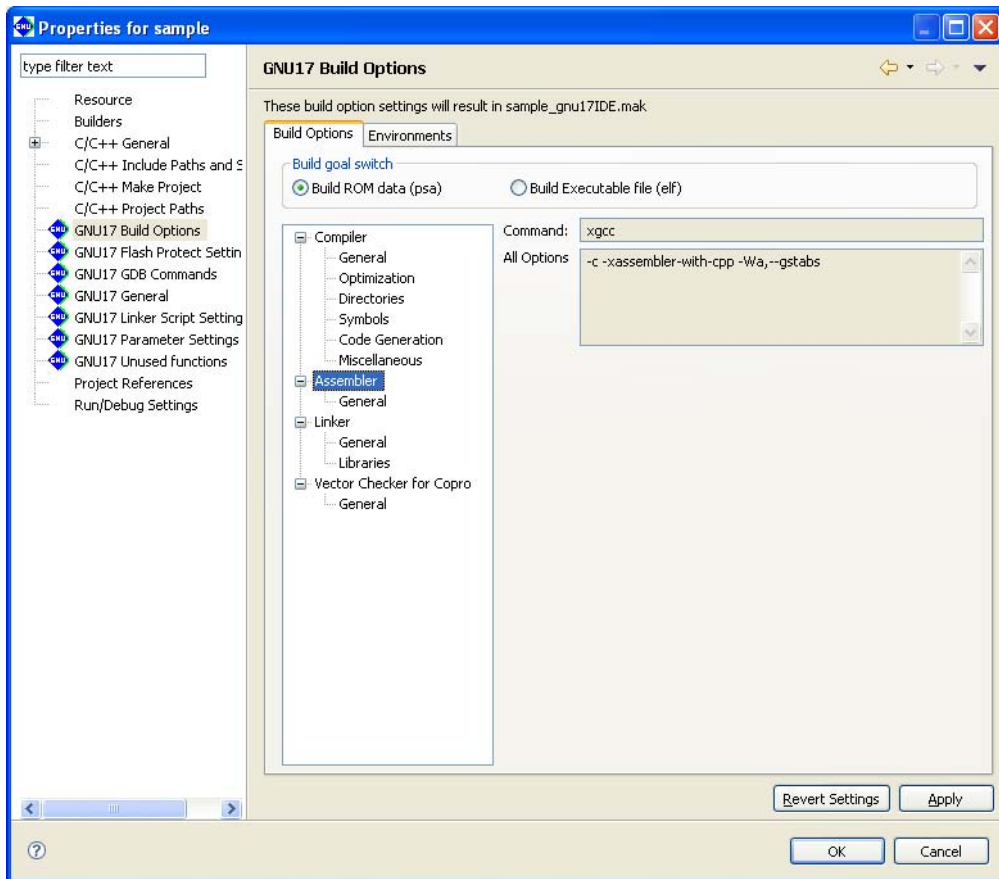 Properties for sample
type filter text
Resource
Builders
C/C++ General
C/C++ Include Paths and S
C/C++ Make Project
C/C++ Project Paths
GNU17 Build Options
GNU17 Flash Protect Settin
GNU17 GDB Commands
GNU17 General
GNU17 Linker Script Setting
GNU17 Parameter Settings
GNU17 Unused functions
Project References
Run/Debug Settings
GNU17 Build Options
These build option settings will result in sample_gnu17IDE.mak
Build Options Environments
Build goal switch
Build ROM data (psa) Build Executable file (elf)
Compiler
General
Optimization
Directories
Symbols
Code Generation
Miscellaneous
Assembler
General
Linker
General
Libraries
Vector Checker for Copro
General
Command: xgcc
All Options -c -xassembler-with-cpp -Wa,--gstabs
Revert Settings Apply
OK Cancel